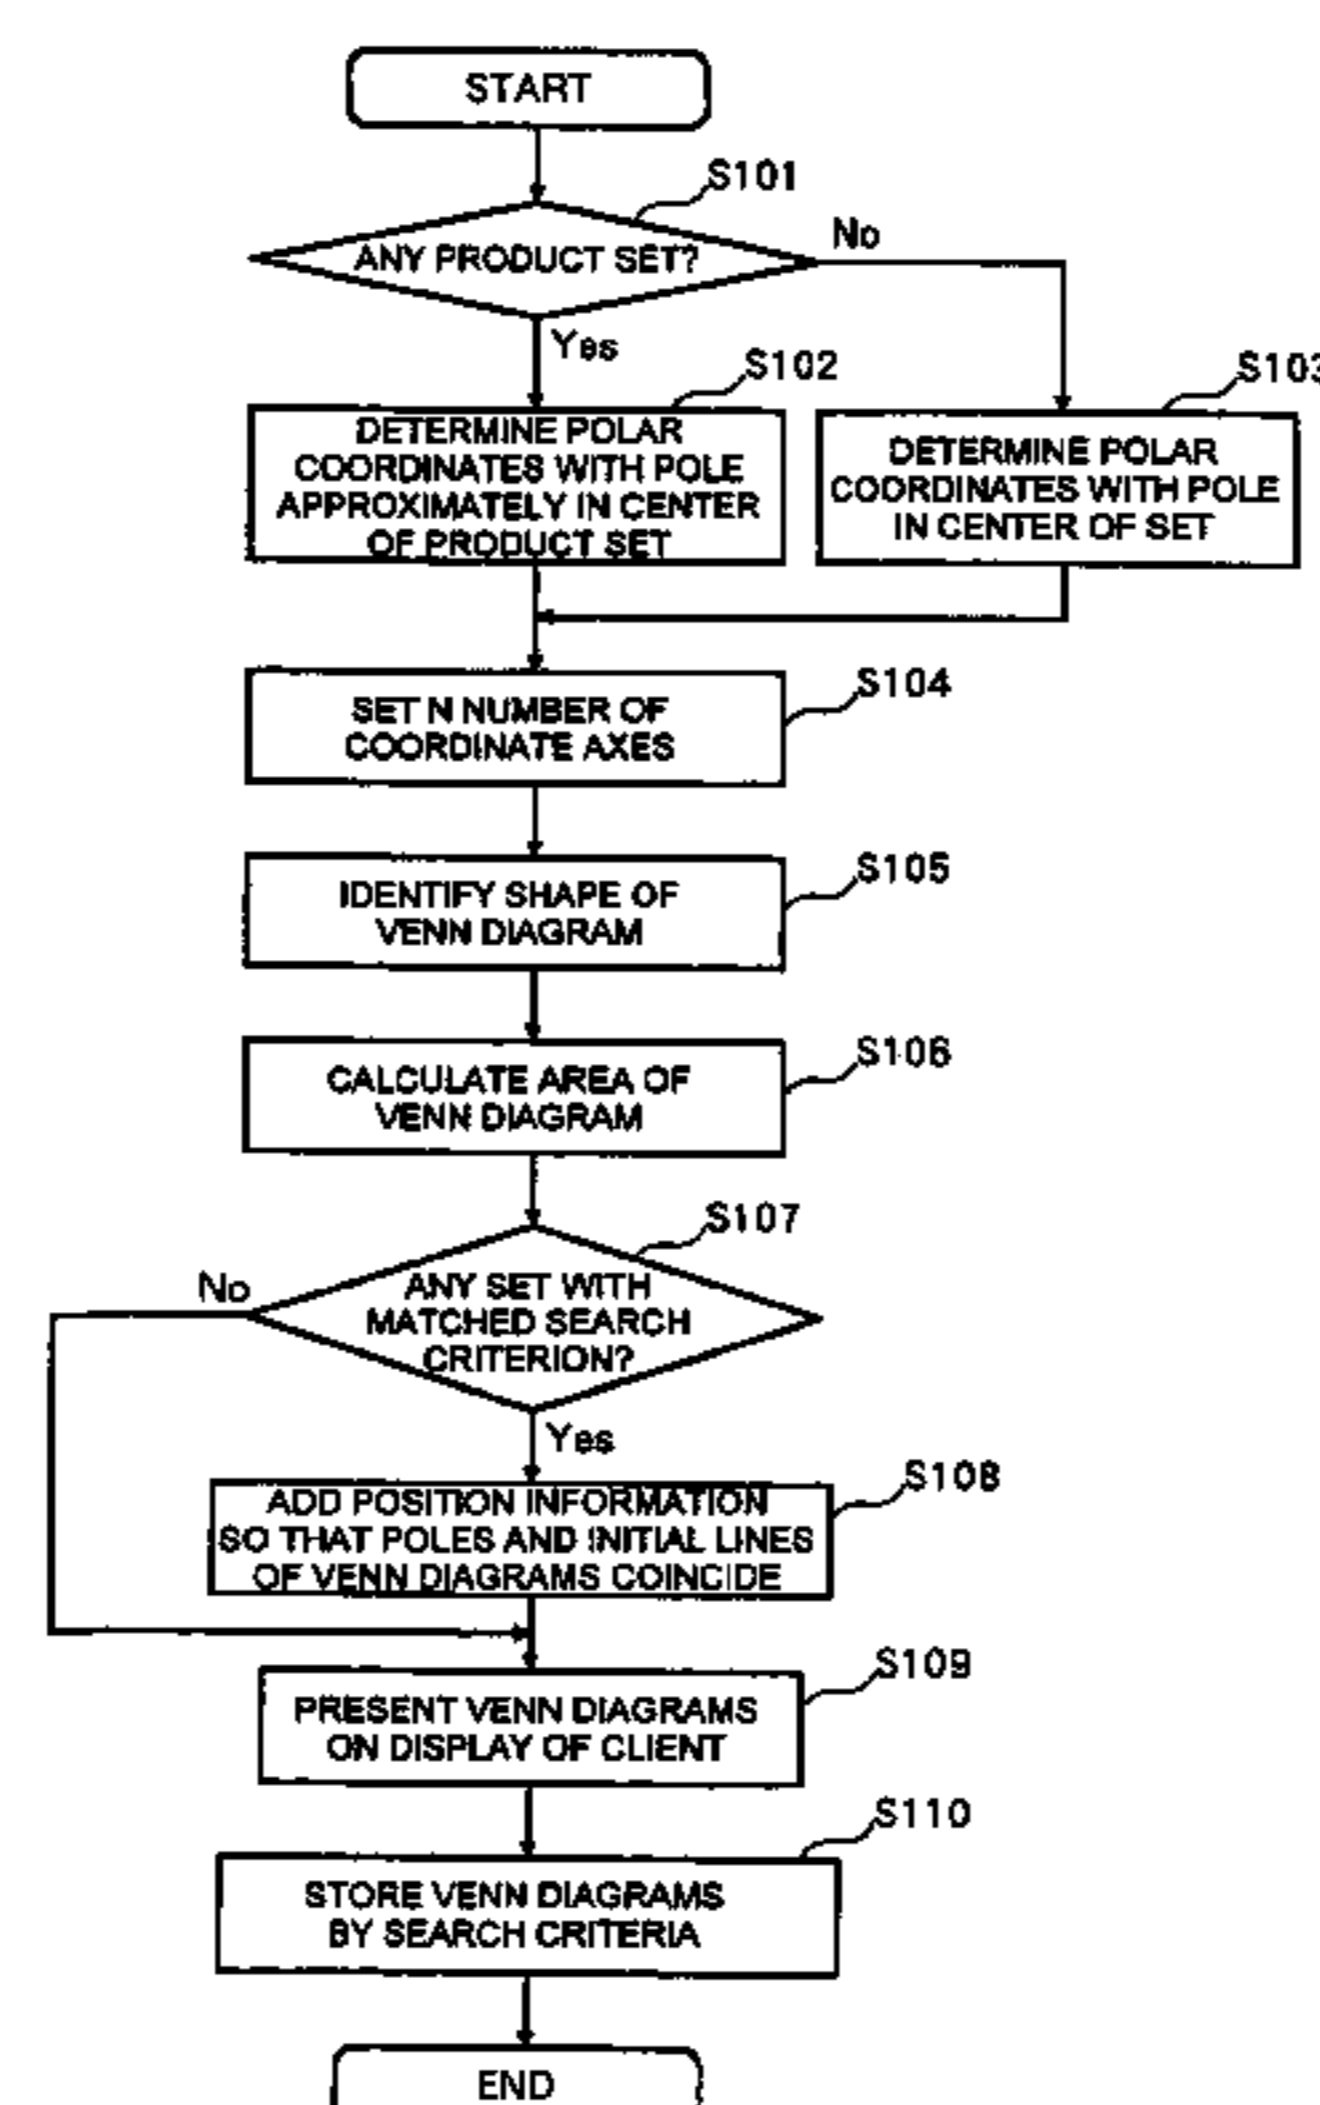 START
S101
ANY PRODUCT SET?
No
Yes
S102
S103
DETERMINE POLAR
COORDINATES WITH POLE
APPROXIMATELY IN CENTER
OF PRODUCT SET
DETERMINE POLAR
COORDINATES WITH POLE
IN CENTER OF SET
S104
SET N NUMBER OF
COORDINATE AXES
S105
IDENTIFY SHAPE OF
VENN DIAGRAM
S106
CALCULATE AREA OF
VENN DIAGRAM
S107
No
ANY SET WITH
MATCHED SEARCH
CRITERION?
Yes
S108
ADD POSITION INFORMATION
SO THAT POLES AND INITIAL LINES
OF VENN DIAGRAMS COINCIDE
S109
PRESENT VENN DIAGRAMS
ON DISPLAY OF CLIENT
S110
STORE VENN DIAGRAMS
BY SEARCH CRITERIA
END